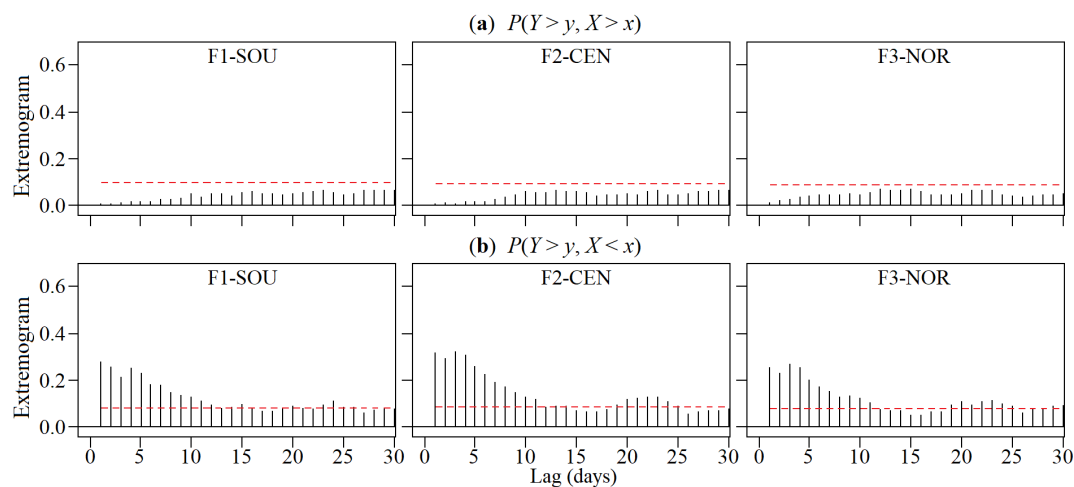 (a) P(Y > y, X > x)
F1-SOU F2-CEN F3-NOR
Extremogram
0.6
0.4
0.2
0.0
(b) P(Y > y, X < x)
F1-SOU F2-CEN F3-NOR
Extremogram
0.6
0.4
0.2
0.0
0 5 10 15 20 25 30 0 5 10 15 20 25 30 0 5 10 15 20 25 30
Lag (days)